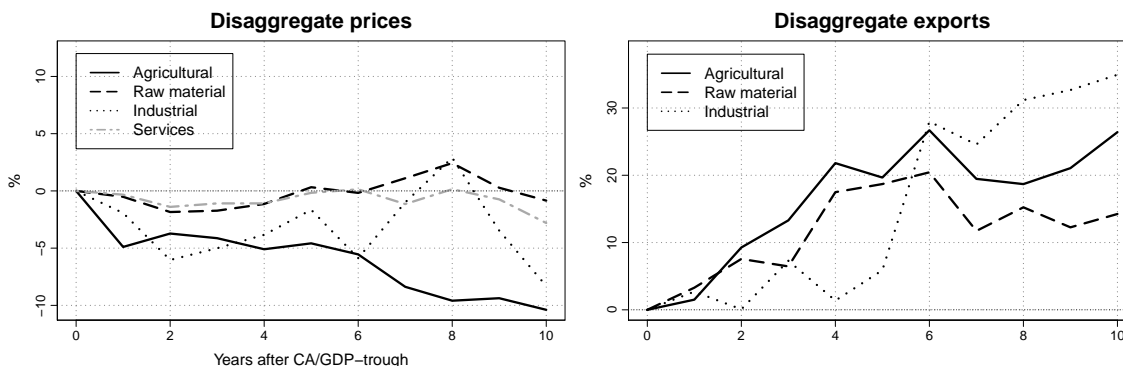 Disaggregate prices
%
10
5
0
−5
−10
Agricultural
Raw material
Industrial
Services
0 2 4 6 8 10
Years after CA/GDP−trough
Disaggregate exports
%
30
20
10
0
Agricultural
Raw material
Industrial
0 2 4 6 8 10